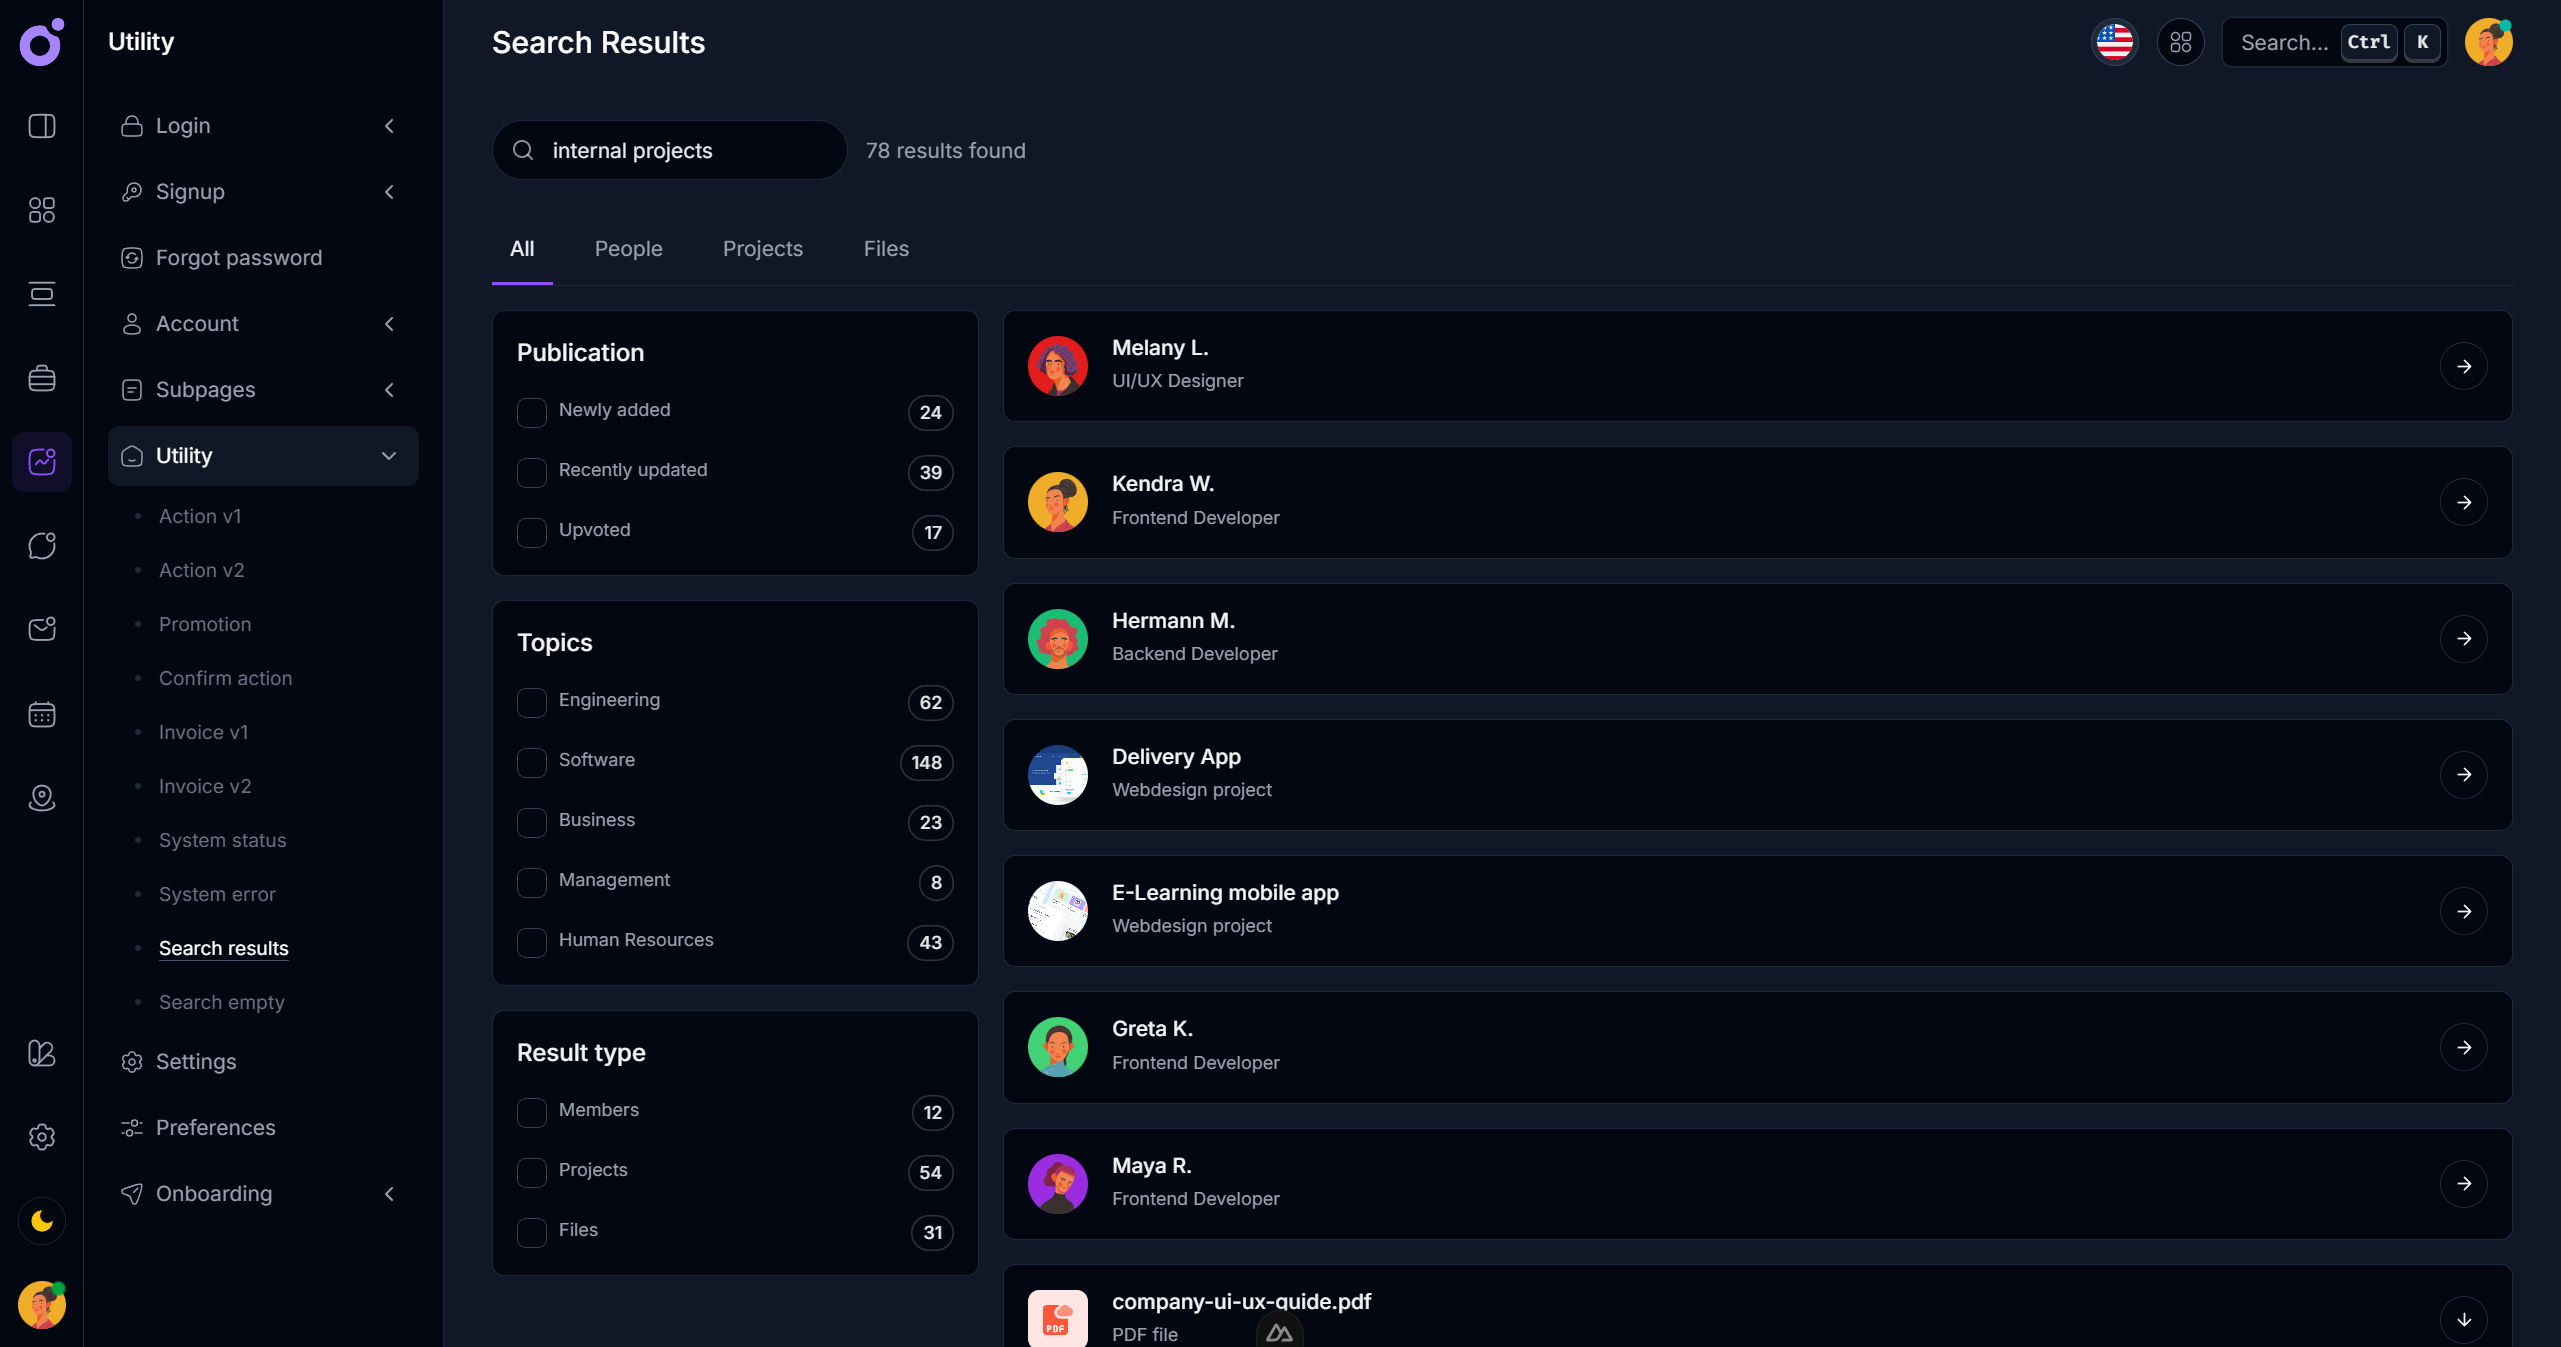 Utility
Login
Signup
Forgot password
Account
Subpages
Utility
Action v1
Action v2
Promotion
Confirm action
Invoice v1
Invoice v2
System status
System error
Search results
Search empty
Settings
Preferences
Onboarding
Search Results
Search... Ctrl K
internal projects
78 results found
All People Projects Files
Publication
Newly added 24
Recently updated 39
Upvoted 17
Topics
Engineering 62
Software 148
Business 23
Management 8
Human Resources 43
Result type
Members 12
Projects 54
Files 31
Melany L.
UI/UX Designer
Kendra W.
Frontend Developer
Hermann M.
Backend Developer
Delivery App
Webdesign project
E-Learning mobile app
Webdesign project
Greta K.
Frontend Developer
Maya R.
Frontend Developer
PDF
company-ui-ux-guide.pdf
PDF file